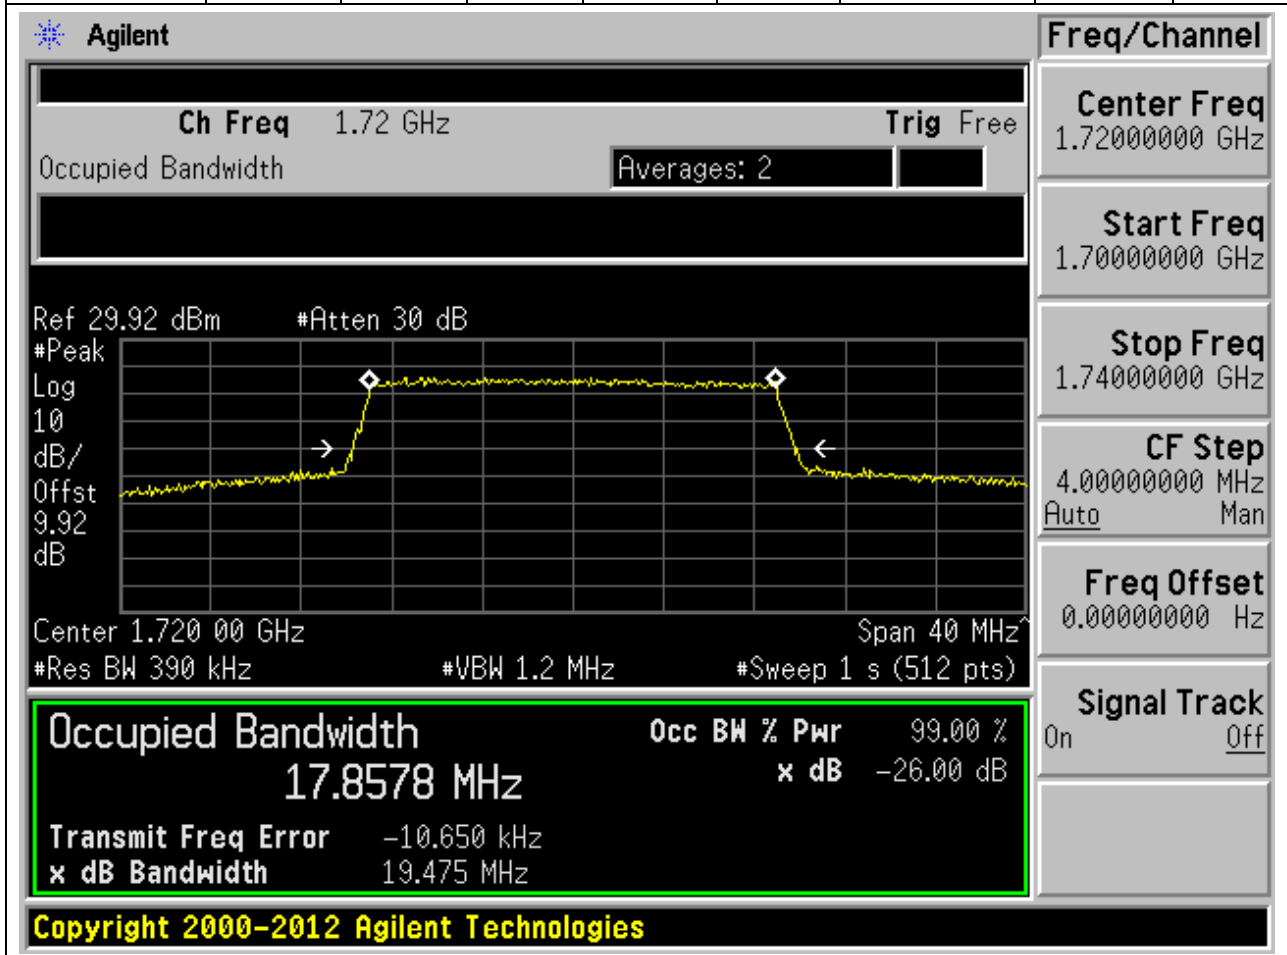 Agilent
Freq/Channel
Ch Freq 1.72 GHz Trig Free
Occupied Bandwidth Averages: 2
Center Freq
1.72000000 GHz
Start Freq
1.70000000 GHz
Stop Freq
1.74000000 GHz
CF Step
4.00000000 MHz
Auto Man
Freq Offset
0.00000000 Hz
Signal Track
On Off
Ref 29.92 dBm #Atten 30 dB
#Peak
Log
10
dB/
Offst
9.92
dB
Center 1.720 00 GHz Span 40 MHz^
#Res BW 390 kHz #VBW 1.2 MHz #Sweep 1 s (512 pts)
Occupied Bandwidth Occ BW % Pwr 99.00 %
17.8578 MHz x dB -26.00 dB
Transmit Freq Error -10.650 kHz
x dB Bandwidth 19.475 MHz
Copyright 2000-2012 Agilent Technologies